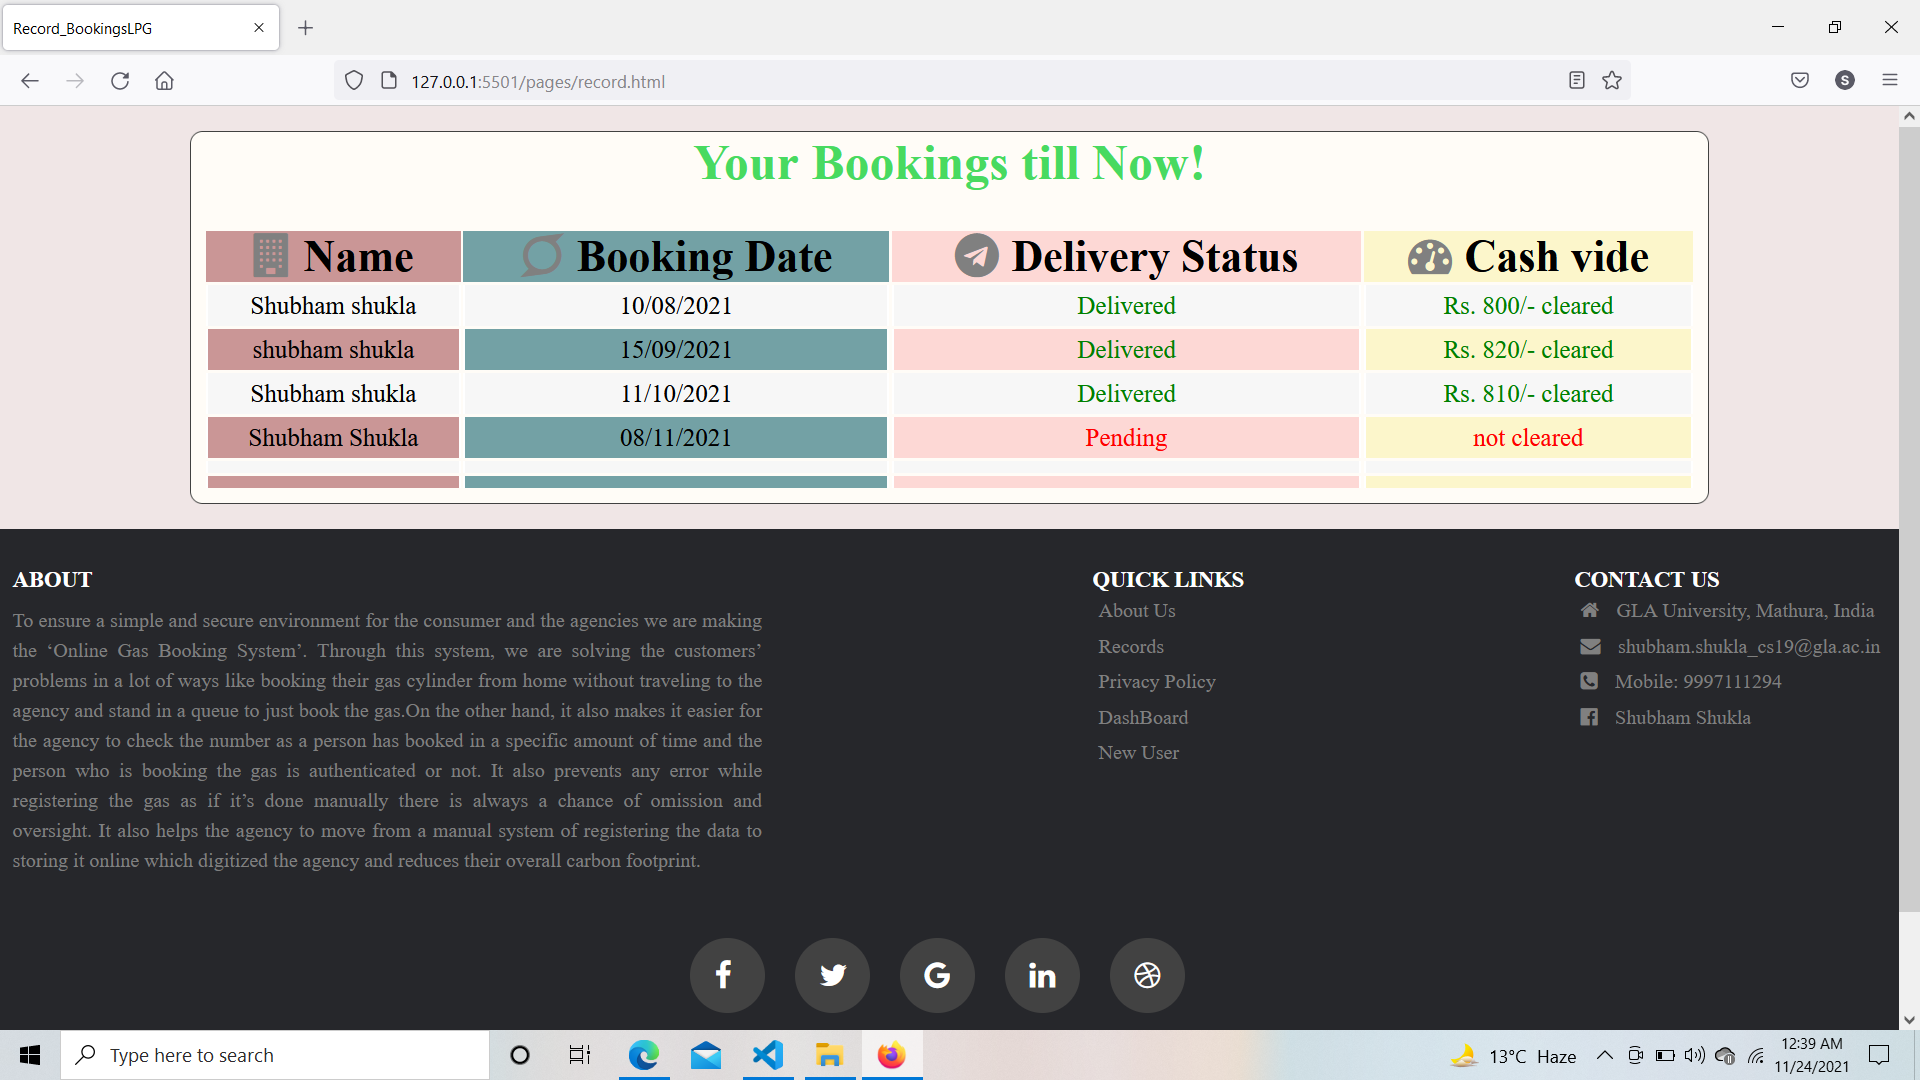 Record_BookingsLPG
127.0.0.1:5501/pages/record.html
S
Your Bookings till Now!
Name Booking Date Delivery Status Cash vide
Shubham shukla 10/08/2021 Delivered Rs. 800/- cleared
shubham shukla 15/09/2021 Delivered Rs. 820/- cleared
Shubham shukla 11/10/2021 Delivered Rs. 810/- cleared
Shubham Shukla 08/11/2021 Pending not cleared
ABOUT
To ensure a simple and secure environment for the consumer and the agencies we are making
the ‘Online Gas Booking System’. Through this system, we are solving the customers’
problems in a lot of ways like booking their gas cylinder from home without traveling to the
agency and stand in a queue to just book the gas.On the other hand, it also makes it easier for
the agency to check the number as a person has booked in a specific amount of time and the
person who is booking the gas is authenticated or not. It also prevents any error while
registering the gas as if it’s done manually there is always a chance of omission and
oversight. It also helps the agency to move from a manual system of registering the data to
storing it online which digitized the agency and reduces their overall carbon footprint.
QUICK LINKS
About Us
Records
Privacy Policy
DashBoard
New User
CONTACT US
GLA University, Mathura, India
shubham.shukla_cs19@gla.ac.in
Mobile: 9997111294
Shubham Shukla
Type here to search
13°C Haze
12:39 AM
11/24/2021